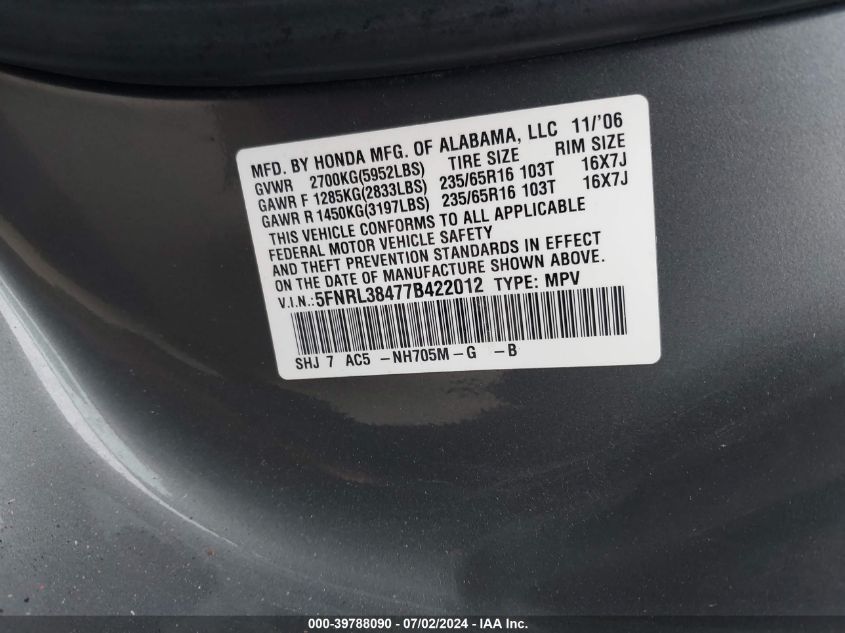 MFD. BY HONDA MFG. OF ALABAMA, LLC 11/'06
GVWR 2700KG(5952LBS) TIRE SIZE RIM SIZE
GAWR F 1285KG(2833LBS) 235/65R16 103T 16X7J
GAWR R 1450KG(3197LBS) 235/65R16 103T 16X7J
THIS VEHICLE CONFORMS TO ALL APPLICABLE
FEDERAL MOTOR VEHICLE SAFETY
AND THEFT PREVENTION STANDARDS IN EFFECT
ON THE DATE OF MANUFACTURE SHOWN ABOVE.
V.I.N.:5FNRL38477B422012 TYPE: MPV
SHJ 7 AC5 -NH705M-G -B
000-39788090 - 07/02/2024 - IAA Inc.